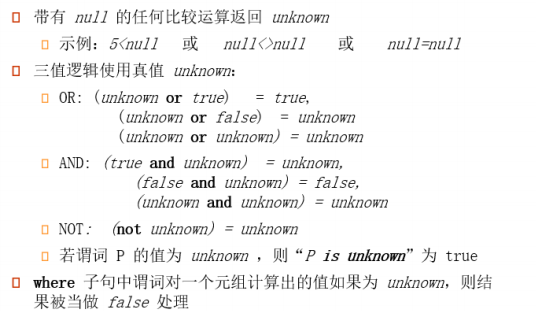 带有 null 的任何比较运算返回 unknown
示例：5<null 或 null<>null 或 null=null
三值逻辑使用真值 unknown：
OR: (unknown or true) = true,
(unknown or false) = unknown
(unknown or unknown) = unknown
AND: (true and unknown) = unknown,
(false and unknown) = false,
(unknown and unknown) = unknown
NOT: (not unknown) = unknown
若谓词 P 的值为 unknown ，则“P is unknown”为 true
where 子句中谓词对一个元组计算出的值如果为 unknown，则结
果被当做 false 处理